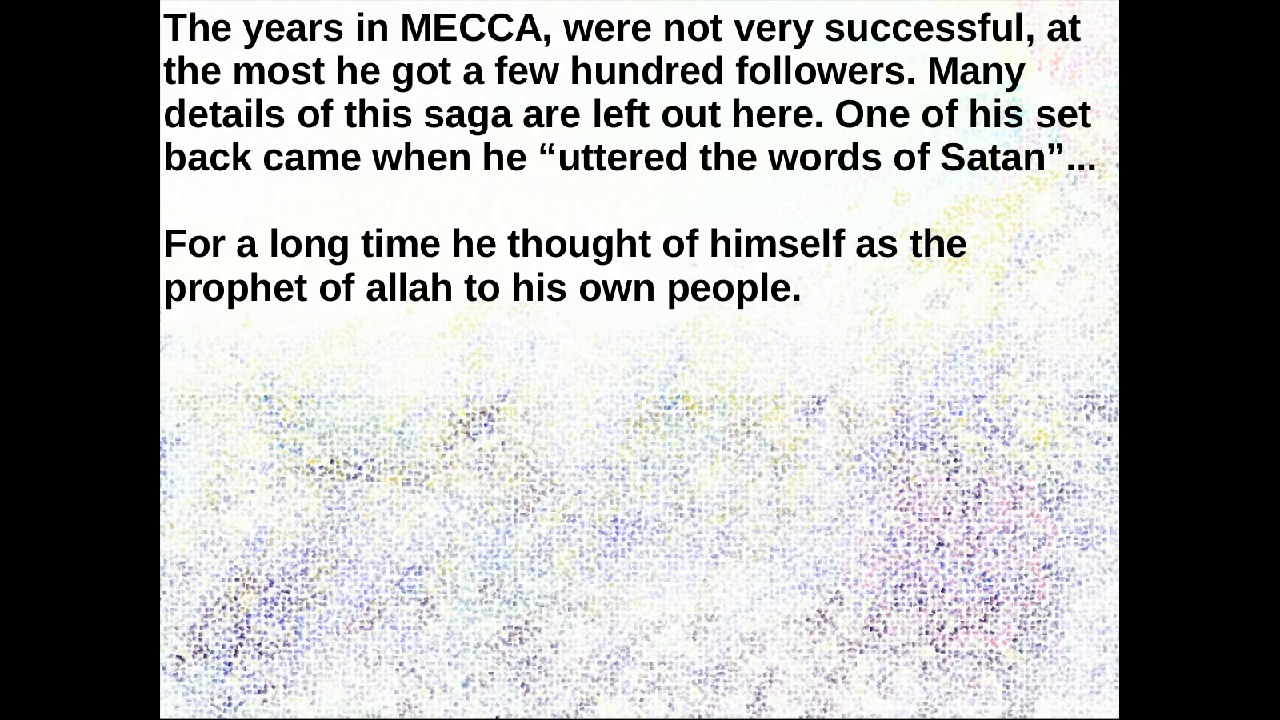 The years in MECCA, were not very successful, at
the most he got a few hundred followers. Many
details of this saga are left out here. One of his set
back came when he “uttered the words of Satan”...
For a long time he thought of himself as the
prophet of allah to his own people.